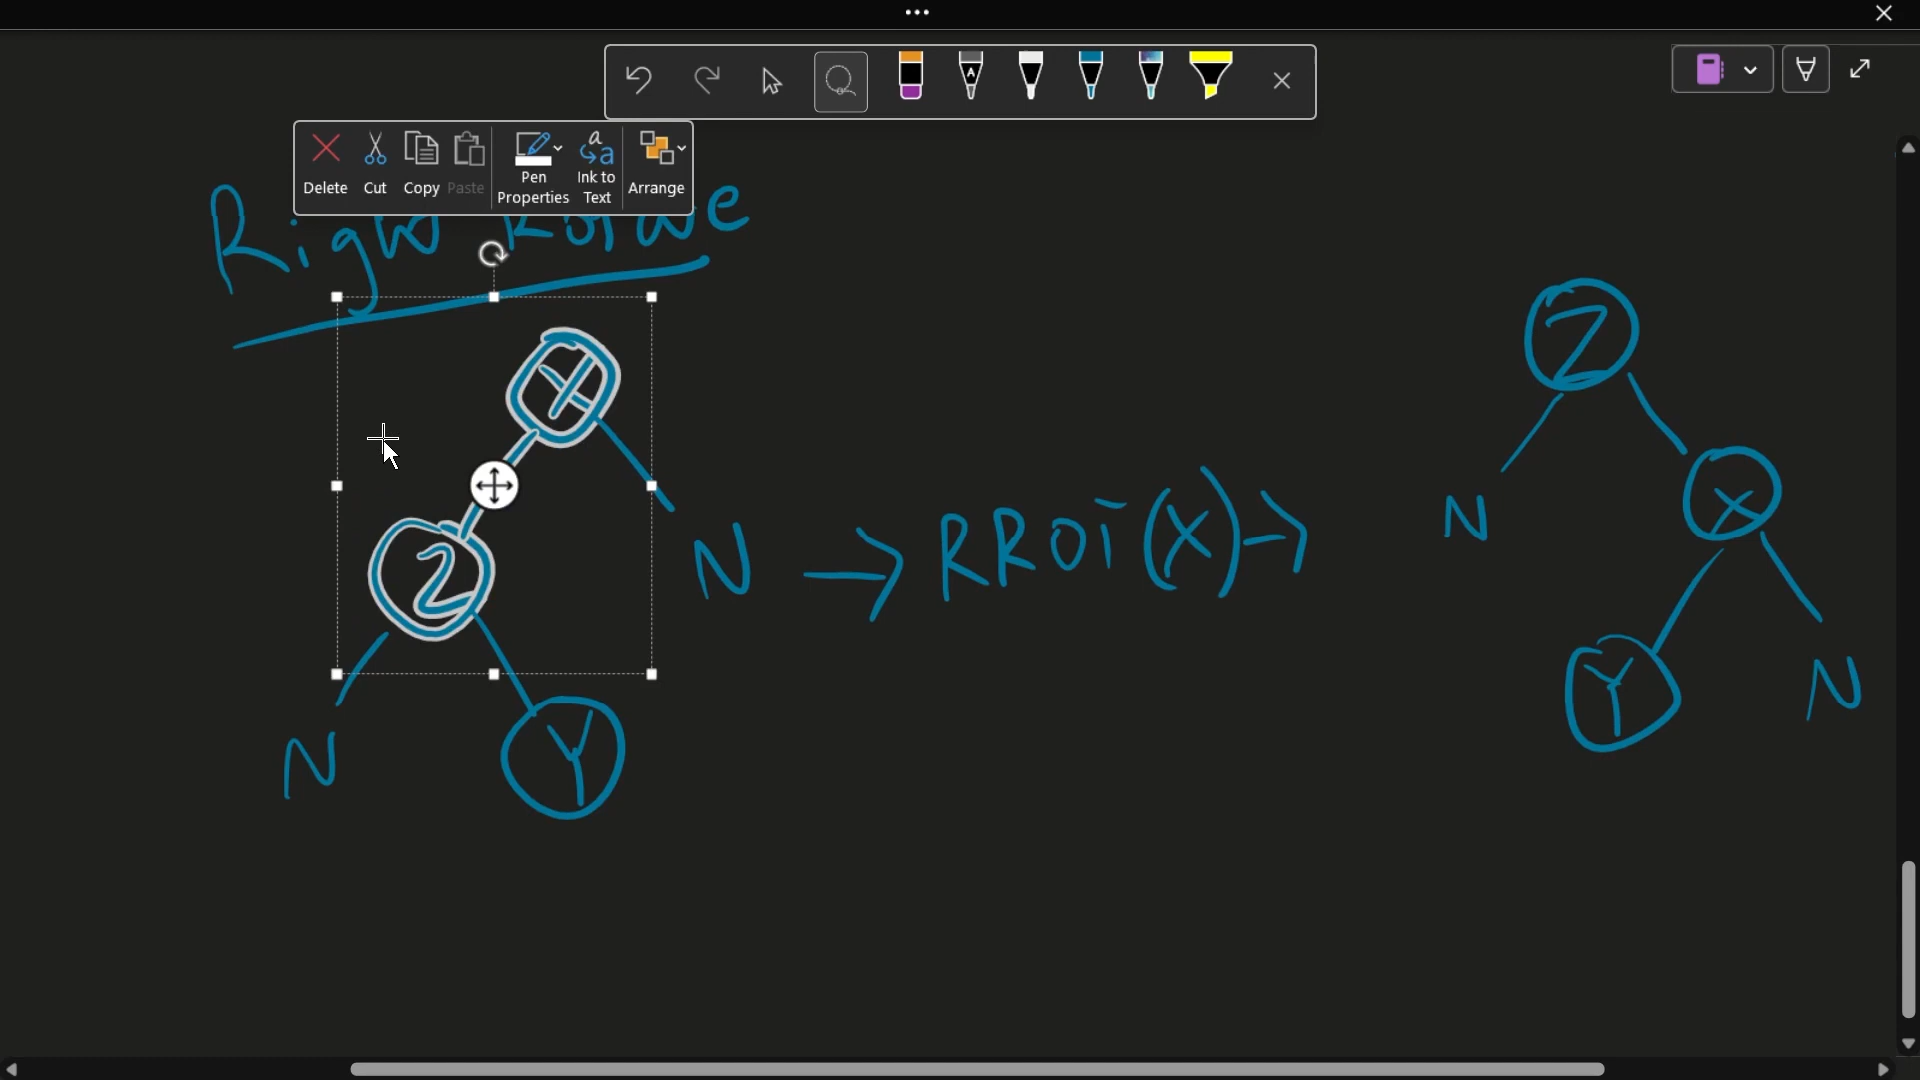 Delete Cut Copy Paste Pen Properties Ink to Text Arrange
Right Rotate
X
Z
N
N
Y
→ RROT(X) →
Z
N
X
Y
N